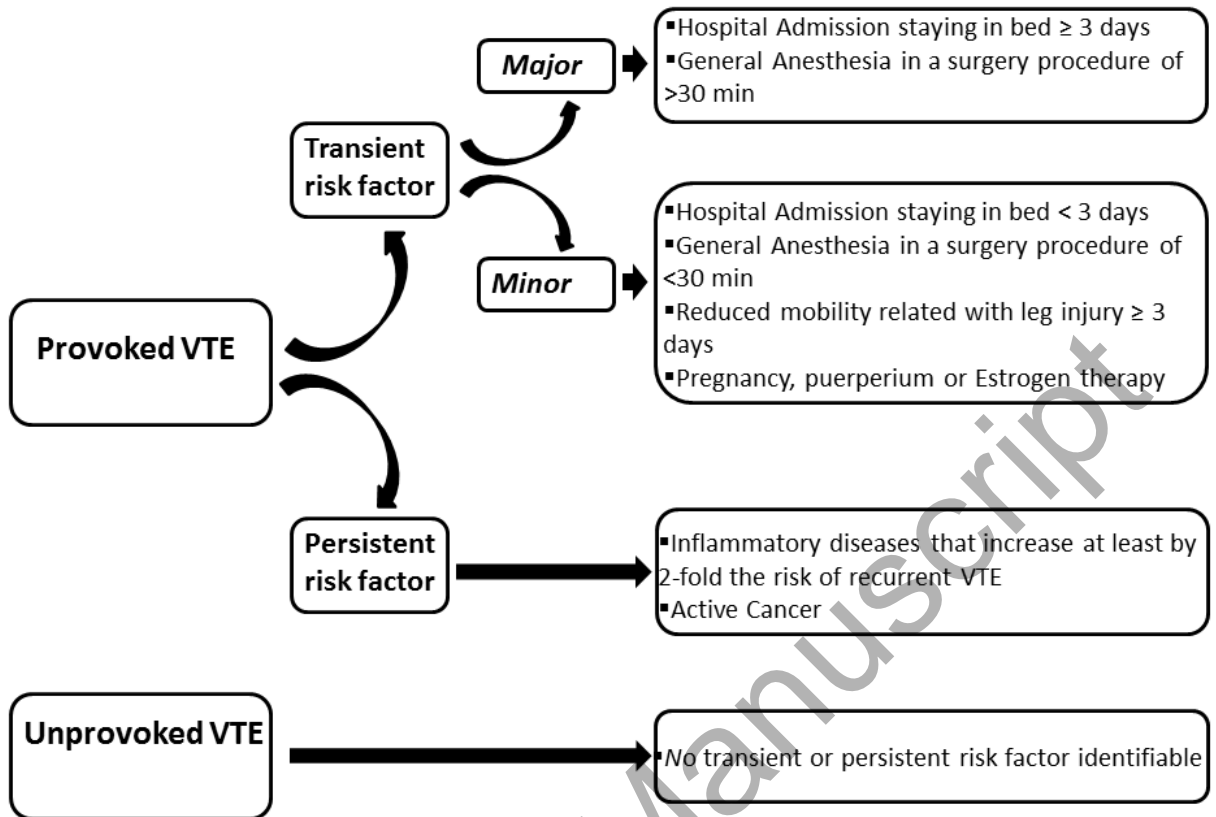 Major
▪Hospital Admission staying in bed ≥ 3 days
▪General Anesthesia in a surgery procedure of
>30 min
Transient
risk factor
Minor
▪Hospital Admission staying in bed < 3 days
▪General Anesthesia in a surgery procedure of
<30 min
▪Reduced mobility related with leg injury ≥ 3
days
▪Pregnancy, puerperium or Estrogen therapy
Provoked VTE
Persistent
risk factor
▪Inflammatory diseases that increase at least by
2-fold the risk of recurrent VTE
▪Active Cancer
Unprovoked VTE
▪No transient or persistent risk factor identifiable
Manuscript